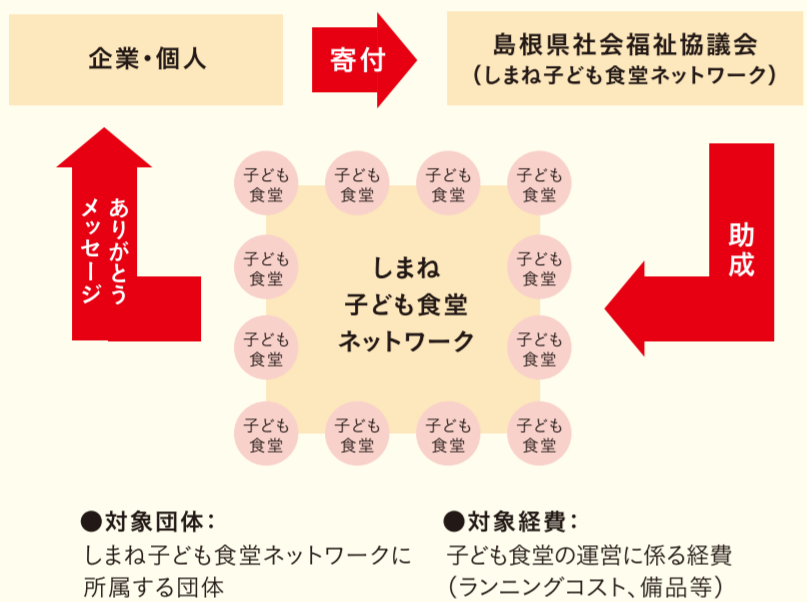 企業・個人
寄付
島根県社会福祉協議会
(しまね子ども食堂ネットワーク)
ありがとう
メッセージ
助成
子ども
食堂
子ども
食堂
子ども
食堂
子ども
食堂
子ども
食堂
子ども
食堂
しまね
子ども食堂
ネットワーク
子ども
食堂
子ども
食堂
子ども
食堂
子ども
食堂
子ども
食堂
子ども
食堂
●対象団体：
しまね子ども食堂ネットワークに
所属する団体
●対象経費：
子ども食堂の運営に係る経費
(ランニングコスト、備品等)